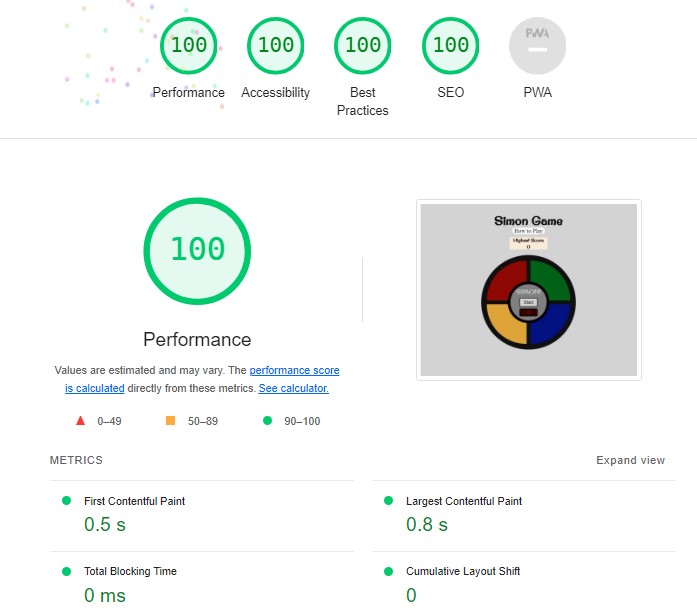 100 100 100 100 PWA
Performance Accessibility Best Practices SEO PWA
100
Performance
Values are estimated and may vary. The performance score
is calculated directly from these metrics. See calculator.
0–49 50–89 90–100
Simon Game
How to Play
Highest Score
0
Start
METRICS Expand view
First Contentful Paint
0.5 s
Largest Contentful Paint
0.8 s
Total Blocking Time
0 ms
Cumulative Layout Shift
0